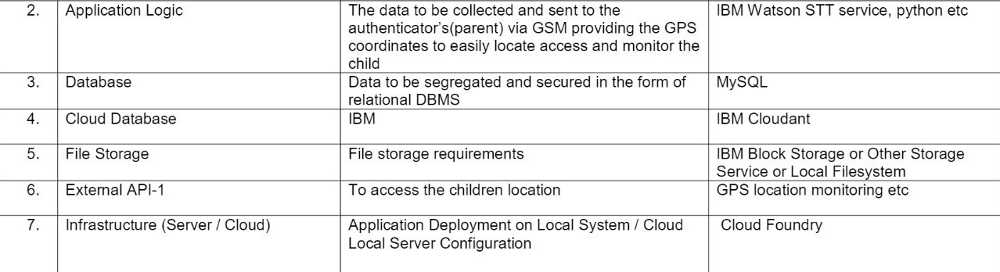 2. Application Logic The data to be collected and sent to the IBM Watson STT service, python etc
authenticator's(parent) via GSM providing the GPS
coordinates to easily locate access and monitor the
child
3. Database Data to be segregated and secured in the form of MySQL
relational DBMS
4. Cloud Database IBM IBM Cloudant
5. File Storage File storage requirements IBM Block Storage or Other Storage
Service or Local Filesystem
6. External API-1 To access the children location GPS location monitoring etc
7. Infrastructure (Server / Cloud) Application Deployment on Local System / Cloud Cloud Foundry
Local Server Configuration